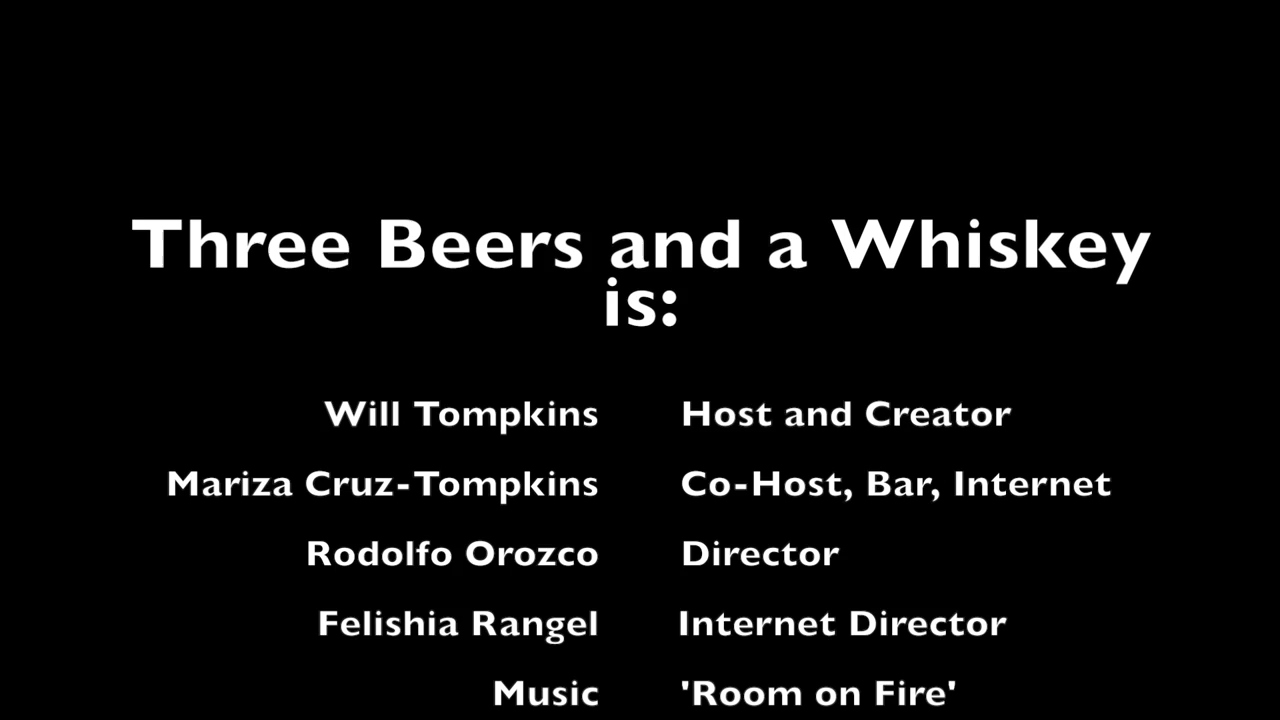 Three Beers and a Whiskey
is:
Will Tompkins Host and Creator
Mariza Cruz-Tompkins Co-Host, Bar, Internet
Rodolfo Orozco Director
Felishia Rangel Internet Director
Music 'Room on Fire'